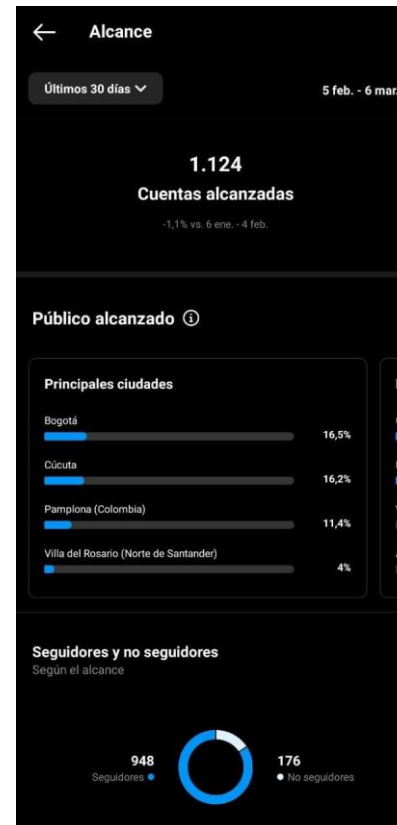 Alcance
Últimos 30 días
5 feb. - 6 mar.
1.124
Cuentas alcanzadas
-1,1% vs. 6 ene. - 4 feb.
Público alcanzado
Principales ciudades
Bogotá
16,5%
Cúcuta
16,2%
Pamplona (Colombia)
11,4%
Villa del Rosario (Norte de Santander)
4%
Seguidores y no seguidores
Según el alcance
948
Seguidores
176
No seguidores